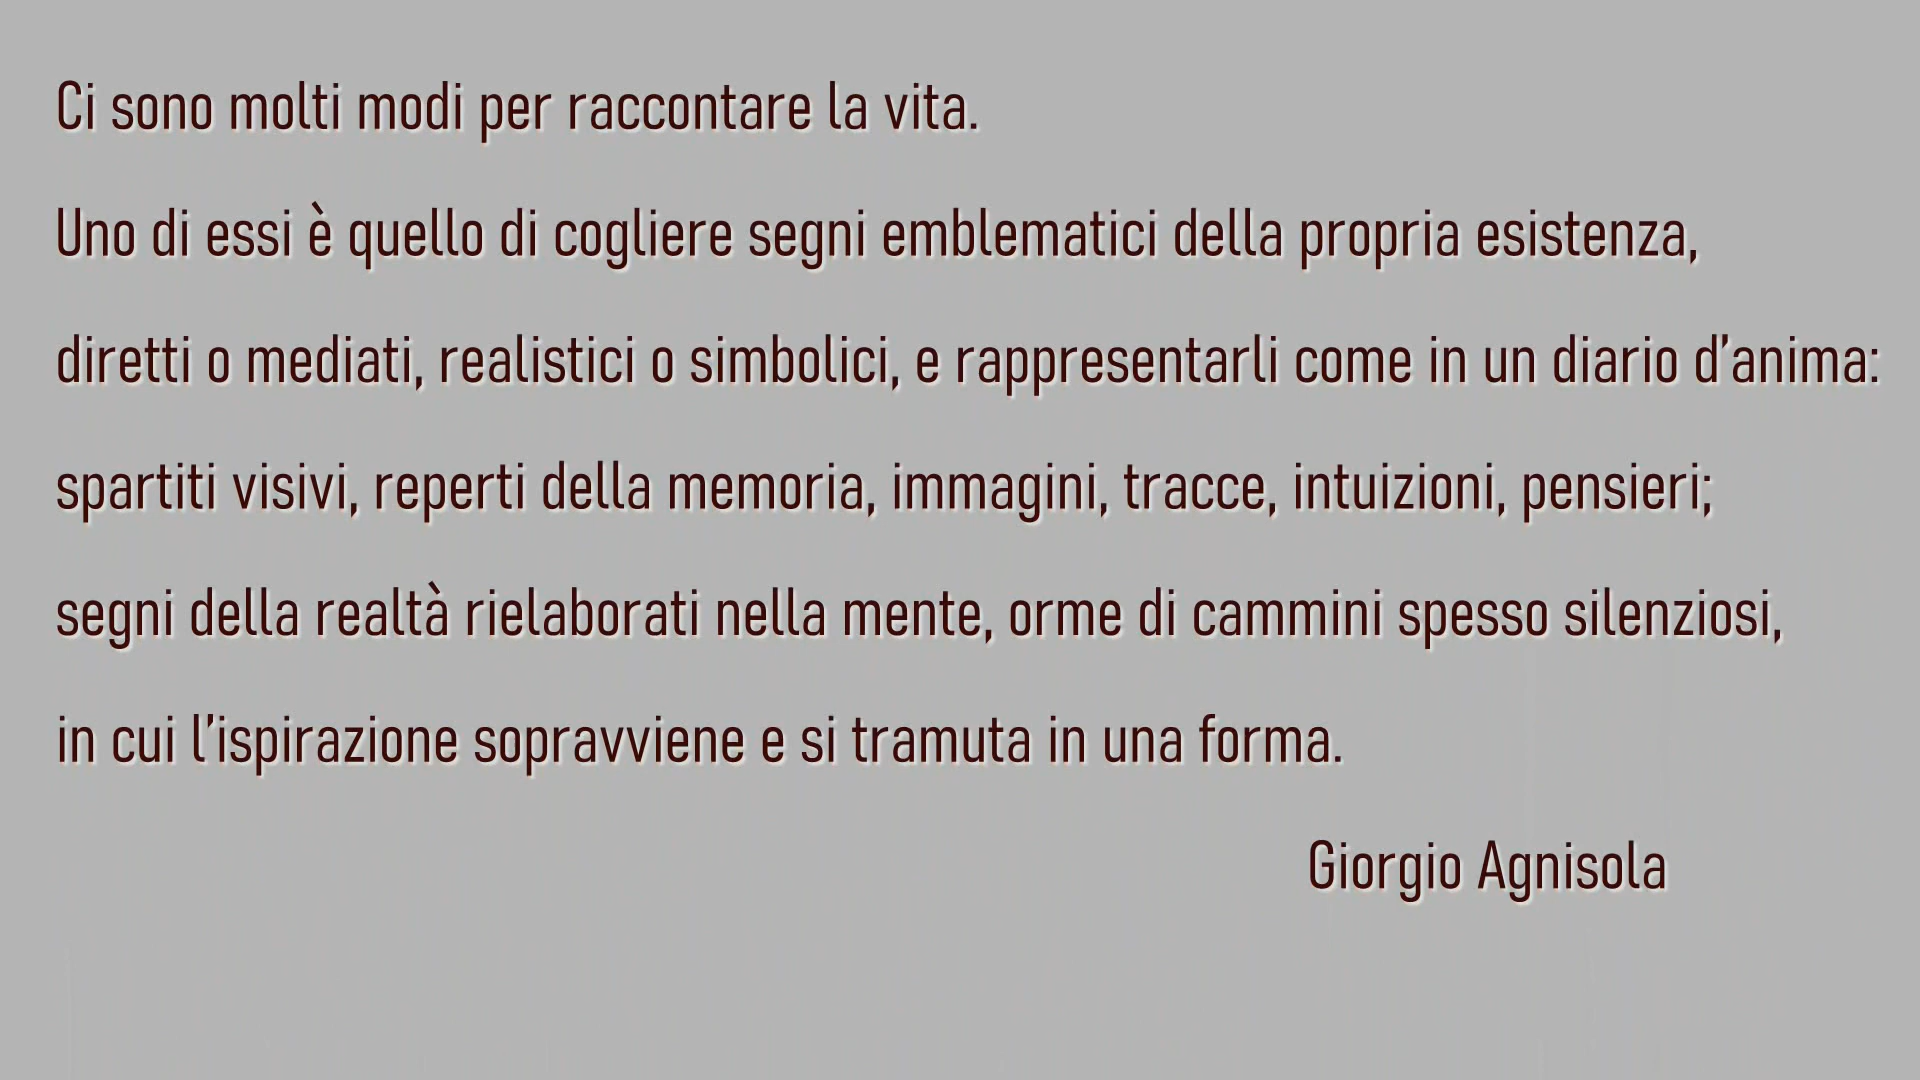 Ci sono molti modi per raccontare la vita.
Uno di essi è quello di cogliere segni emblematici della propria esistenza,
diretti o mediati, realistici o simbolici, e rappresentarli come in un diario d’anima:
spartiti visivi, reperti della memoria, immagini, tracce, intuizioni, pensieri;
segni della realtà rielaborati nella mente, orme di cammini spesso silenziosi,
in cui l’ispirazione sopravviene e si tramuta in una forma.
Giorgio Agnisola